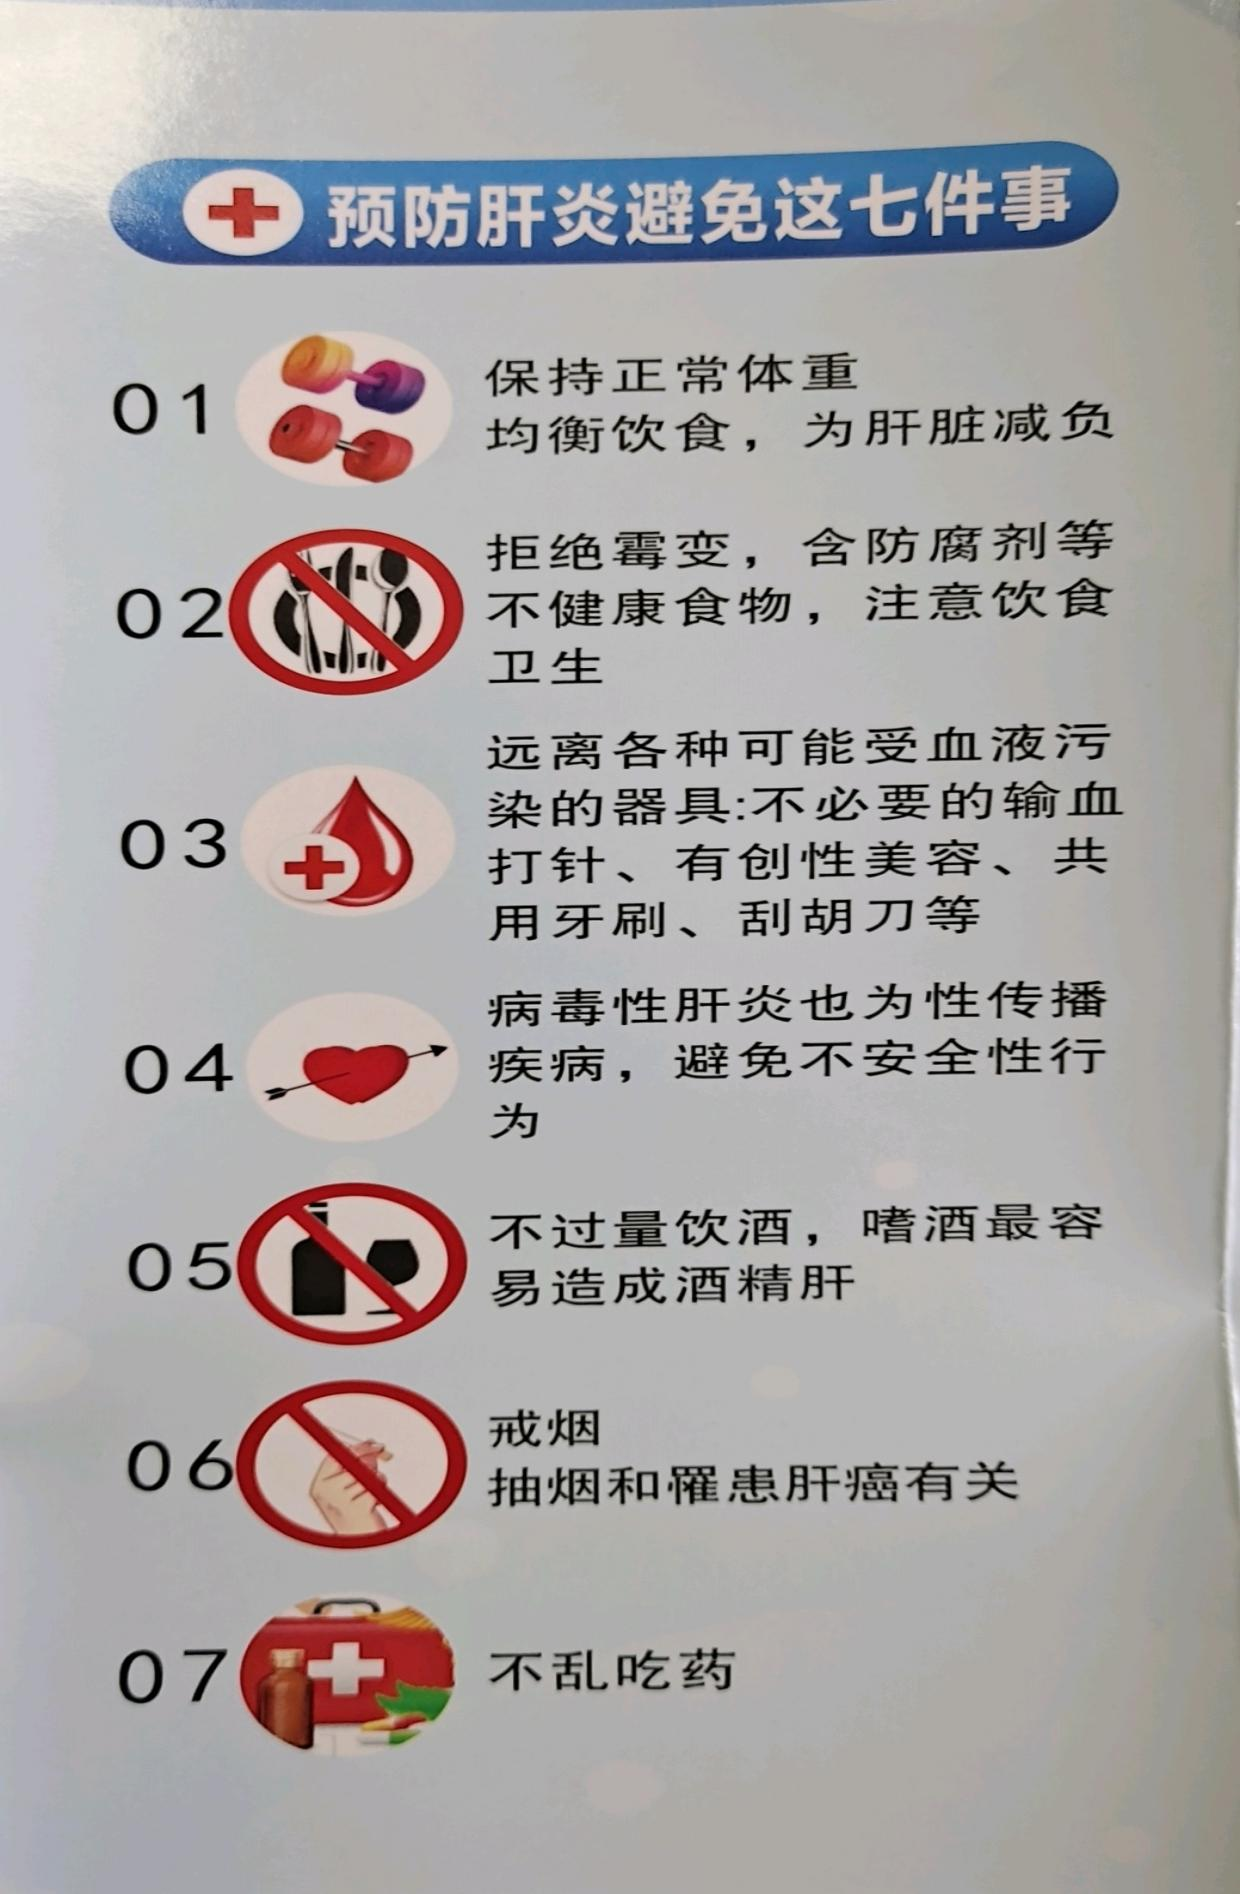 预防肝炎避免这七件事
01
保持正常体重
均衡饮食，为肝脏减负
02
拒绝霉变，含防腐剂等
不健康食物，注意饮食
卫生
03
远离各种可能受血液污
染的器具:不必要的输血
打针、有创性美容、共
用牙刷、刮胡刀等
04
病毒性肝炎也为性传播
疾病，避免不安全性行
为
05
不过量饮酒，嗜酒最容
易造成酒精肝
06
戒烟
抽烟和罹患肝癌有关
07
不乱吃药